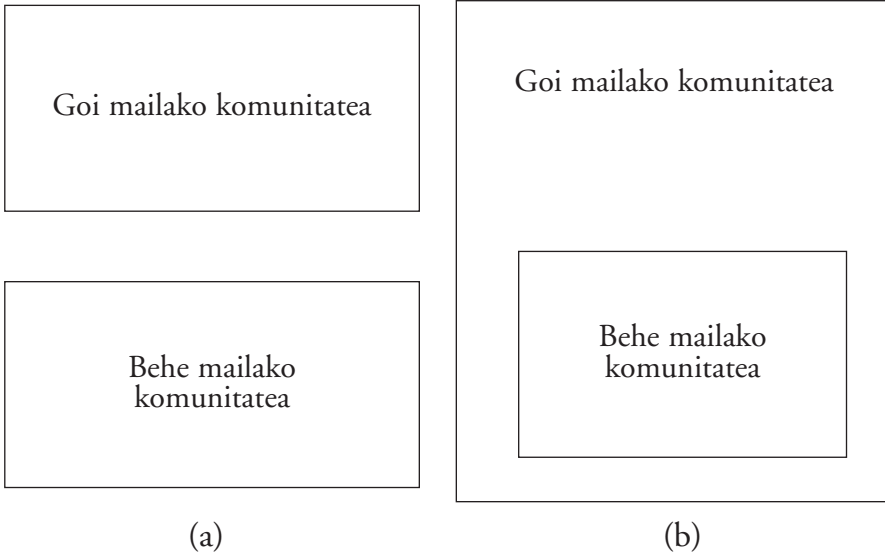 Goi mailako komunitatea
Behe mailako
komunitatea
(a)
Goi mailako komunitatea
Behe mailako
komunitatea
(b)